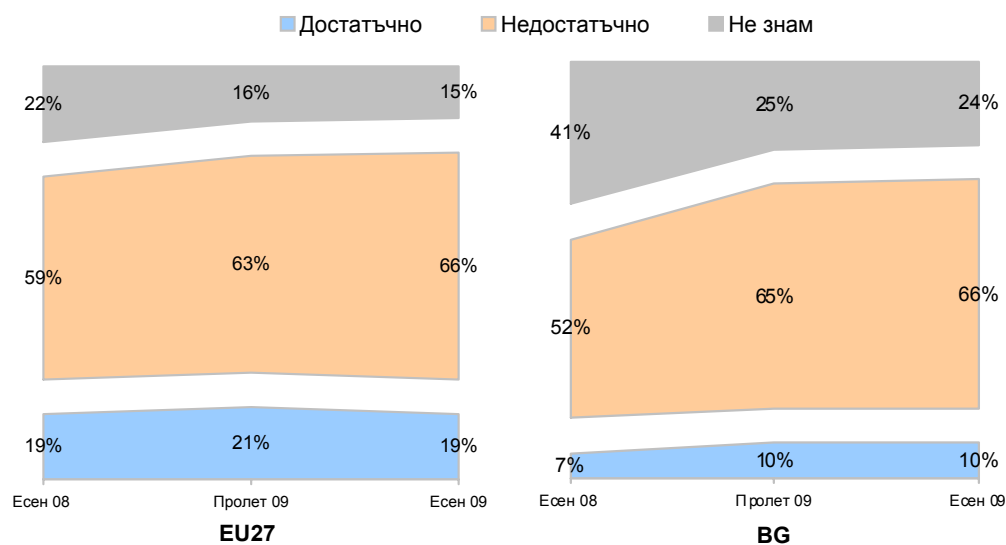 Достатъчно Недостатъчно Не знам
22% 16% 15%
59% 63% 66%
19% 21% 19%
Есен 08 Пролет 09 Есен 09
EU27
41% 25% 24%
52% 65% 66%
7% 10% 10%
Есен 08 Пролет 09 Есен 09
BG